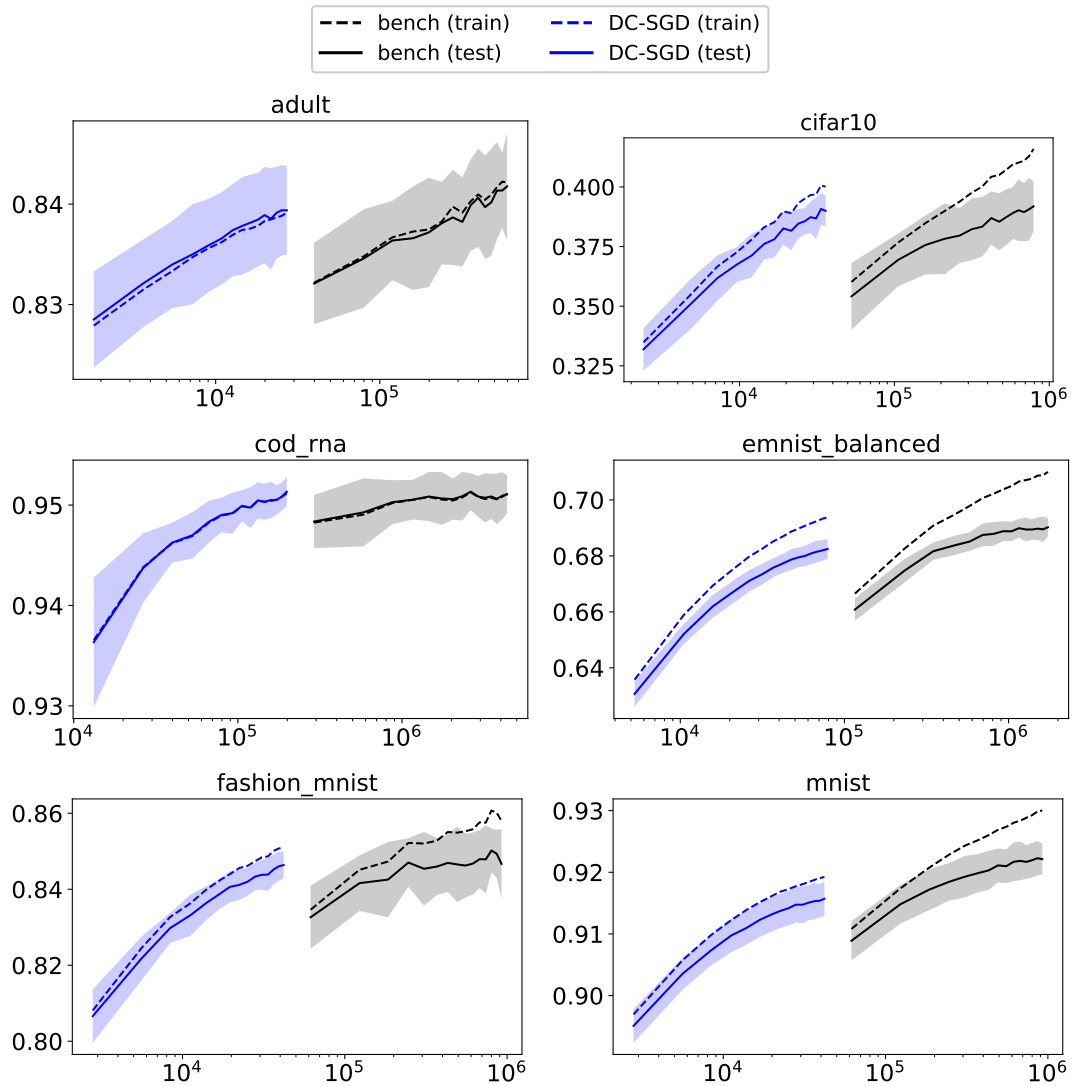 bench (train) DC-SGD (train)
bench (test) DC-SGD (test)
adult
0.84
0.83
10^4 10^5
cifar10
0.400
0.375
0.350
0.325
10^4 10^5 10^6
cod_rna
0.95
0.94
0.93
10^4 10^5 10^6
emnist_balanced
0.70
0.68
0.66
0.64
10^4 10^5 10^6
fashion_mnist
0.86
0.84
0.82
0.80
10^4 10^5 10^6
mnist
0.93
0.92
0.91
0.90
10^4 10^5 10^6